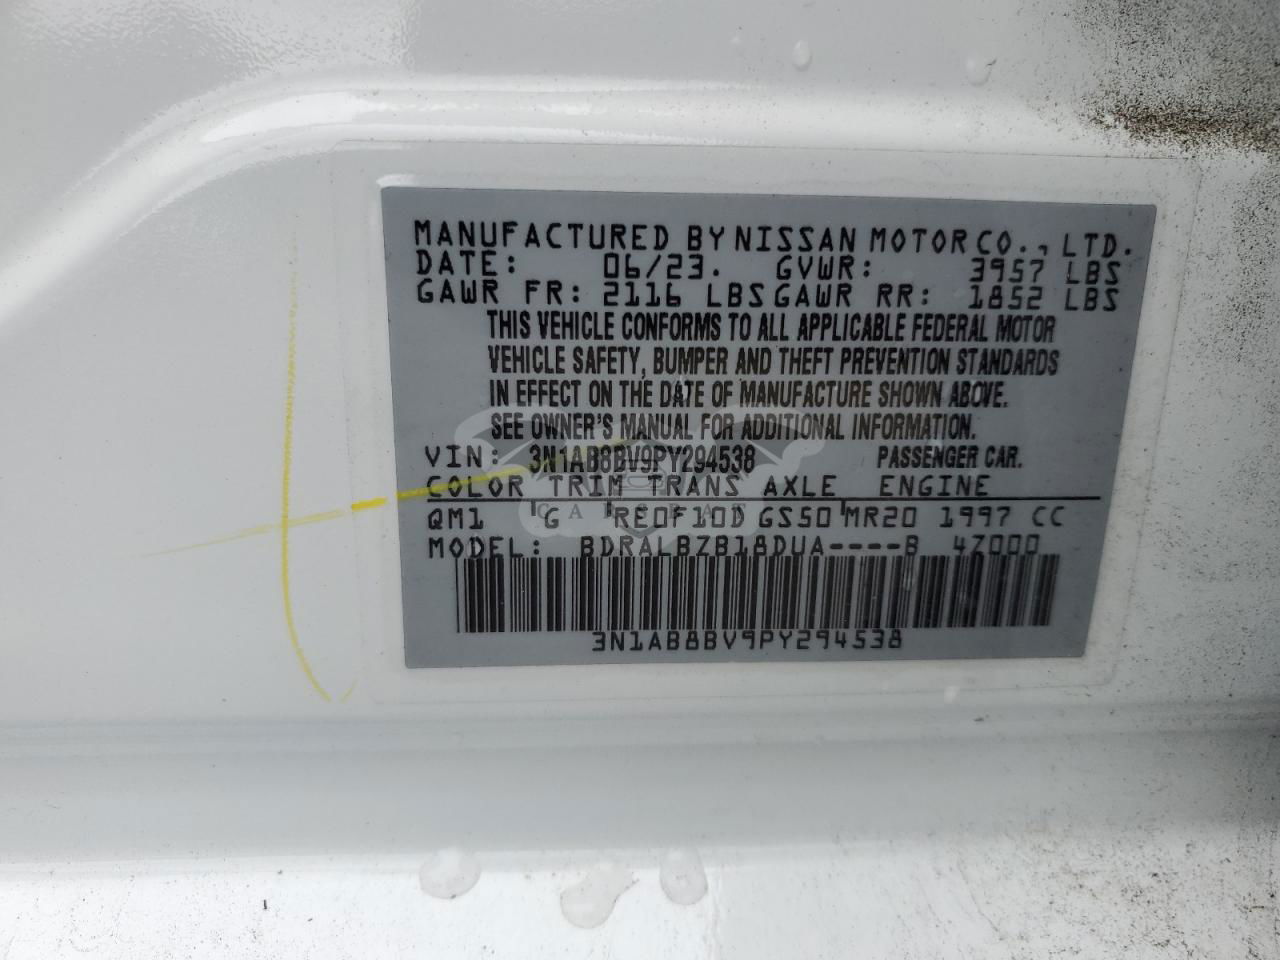 MANUFACTURED BY NISSAN MOTOR CO., LTD.
DATE: 06/23. GVWR: 3957 LBS
GAWR FR: 2116 LBS GAWR RR: 1852 LBS
THIS VEHICLE CONFORMS TO ALL APPLICABLE FEDERAL MOTOR
VEHICLE SAFETY, BUMPER AND THEFT PREVENTION STANDARDS
IN EFFECT ON THE DATE OF MANUFACTURE SHOWN ABOVE.
SEE OWNER'S MANUAL FOR ADDITIONAL INFORMATION.
VIN: 3N1AB8BV9PY294538 PASSENGER CAR.
COLOR TRIM TRANS AXLE ENGINE
QM1 G RE0F10D GS50 MR20 1997 CC
MODEL: BDRALBZB18DUA----B 4Z000
3N1AB8BV9PY294538
CARSBAT